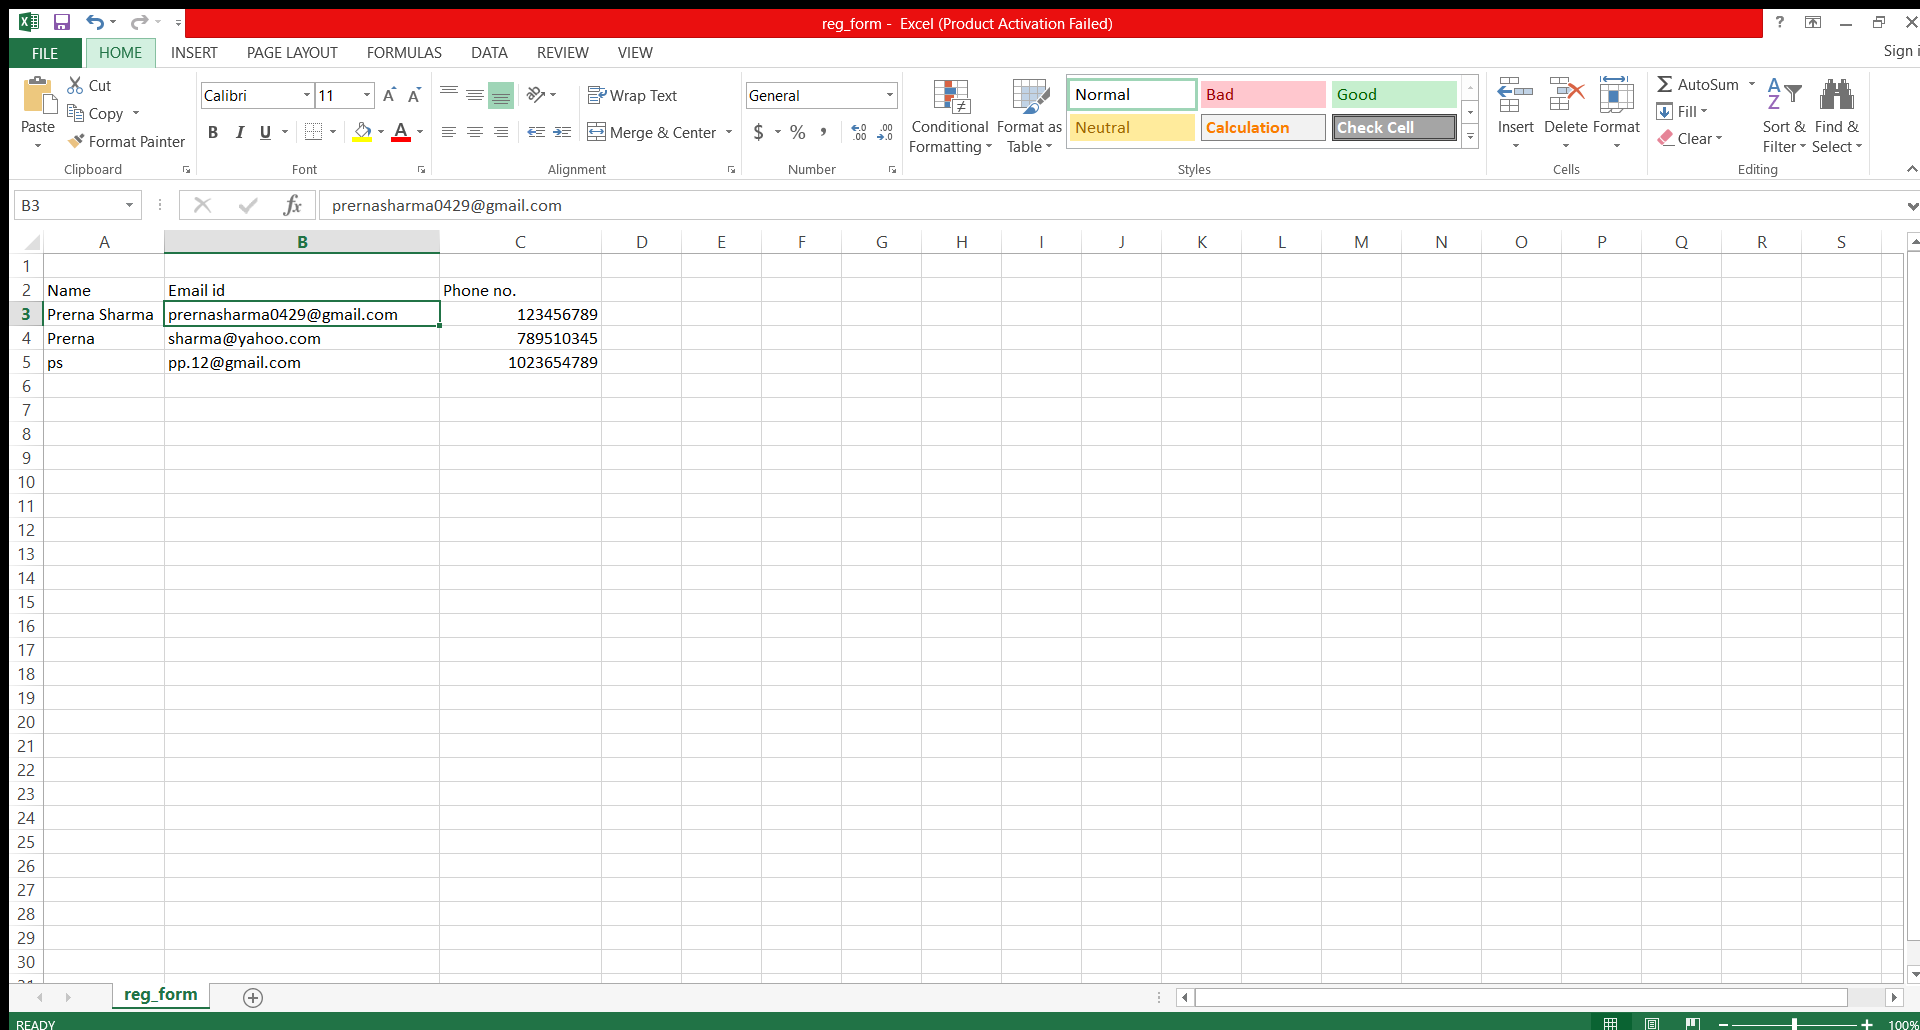 reg_form - Excel (Product Activation Failed)
?
Sign i
FILE HOME INSERT PAGE LAYOUT FORMULAS DATA REVIEW VIEW
Paste
Cut
Copy
Format Painter
Clipboard
Calibri 11
B I U
Font
Wrap Text
Merge & Center
Alignment
General
$ % ,
Number
Conditional Formatting
Format as Table
Normal Bad Good
Neutral Calculation Check Cell
Styles
Insert Delete Format
Cells
AutoSum
Fill
Clear
Sort & Filter
Find & Select
Editing
B3 fx prernasharma0429@gmail.com
A B C D E F G H I J K L M N O P Q R S
1
2 Name Email id Phone no.
3 Prerna Sharma prernasharma0429@gmail.com 123456789
4 Prerna sharma@yahoo.com 789510345
5 ps pp.12@gmail.com 1023654789
6
7
8
9
10
11
12
13
14
15
16
17
18
19
20
21
22
23
24
25
26
27
28
29
30
reg_form
READY 100%